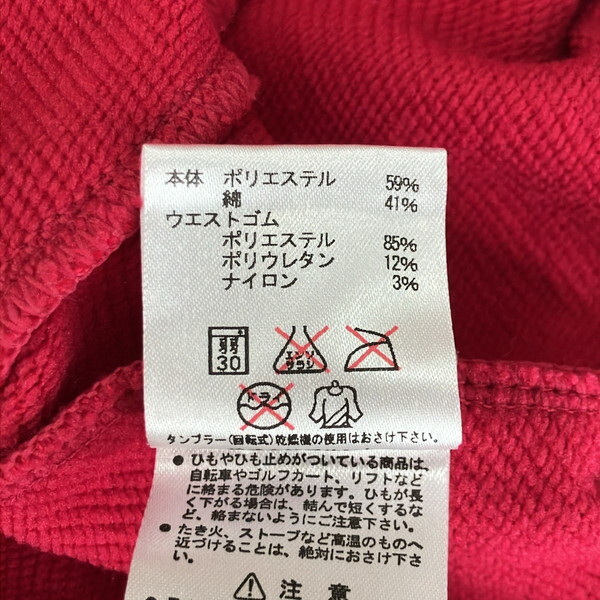 本体 ポリエステル 59%
綿 41%
ウエストゴム
ポリエステル 85%
ポリウレタン 12%
ナイロン 3%
弱
30
エンソ
サラシ
ドライ
タンブラー(回転式)乾燥機の使用はおさけ下さい。
● ひもやひも止めがついている商品は、
自転車やゴルフカート、リフトなど
に絡まる危険があります。ひもが長
く下がる場合は、結んで短くするな
ど、絡まないようにご注意下さい。
● たき火、ストーブなど高温のものへ
近づけることは、絶対におさけ下さ
い。
注 意